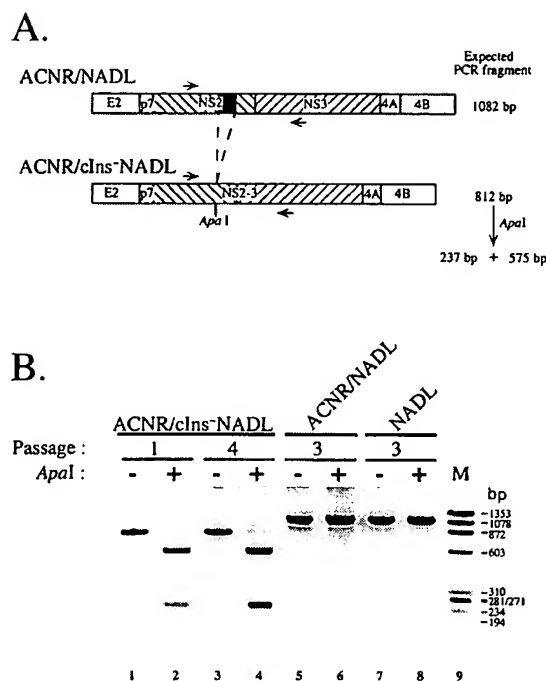 A.
Expected
PCR fragment
ACNR/NADL
E2 p7 NS2 NS3 4A 4B 1082 bp
ACNR/cIns⁻NADL
E2 p7 NS2-3 4A 4B 812 bp
ApaI
ApaI
237 bp + 575 bp
B.
ACNR/cIns⁻NADL ACNR/NADL NADL
Passage : 1 4 3 3
ApaI : - + - + - + - + M
bp
-1353
-1078
-872
-603
-310
-281/271
-234
-194
1 2 3 4 5 6 7 8 9